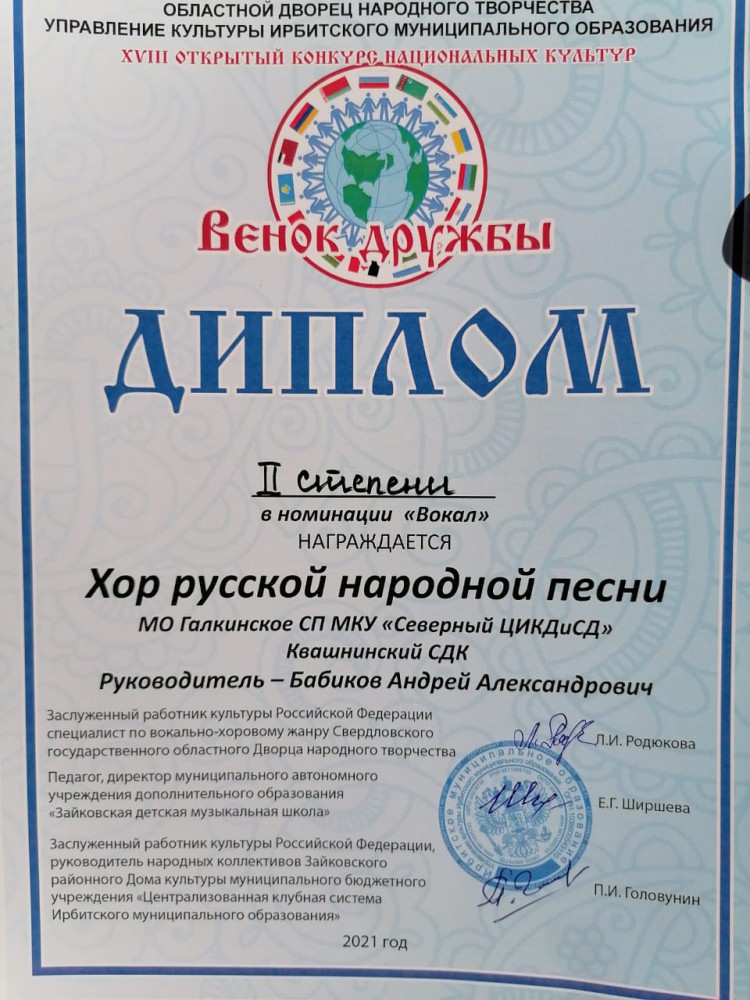 ОБЛАСТНОЙ ДВОРЕЦ НАРОДНОГО ТВОРЧЕСТВА
УПРАВЛЕНИЕ КУЛЬТУРЫ ИРБИТСКОГО МУНИЦИПАЛЬНОГО ОБРАЗОВАНИЯ
XVIII ОТКРЫТЫЙ КОНКУРС НАЦИОНАЛЬНЫХ КУЛЬТУР
ВЕНОК ДРУЖБЫ
ДИПЛОМ
II степени
в номинации «Вокал»
НАГРАЖДАЕТСЯ
Хор русской народной песни
МО Галкинское СП МКУ «Северный ЦИКДиСД»
Квашнинский СДК
Руководитель – Бабиков Андрей Александрович
Заслуженный работник культуры Российской Федерации
специалист по вокально-хоровому жанру Свердловского
государственного областного Дворца народного творчества
Л.И. Родюкова
Педагог, директор муниципального автономного
учреждения дополнительного образования
«Зайковская детская музыкальная школа»
Е.Г. Ширшева
Заслуженный работник культуры Российской Федерации,
руководитель народных коллективов Зайковского
районного Дома культуры муниципального бюджетного
учреждения «Централизованная клубная система
Ирбитского муниципального образования»
П.И. Головунин
Ирбитское муниципальное образование
2021 год